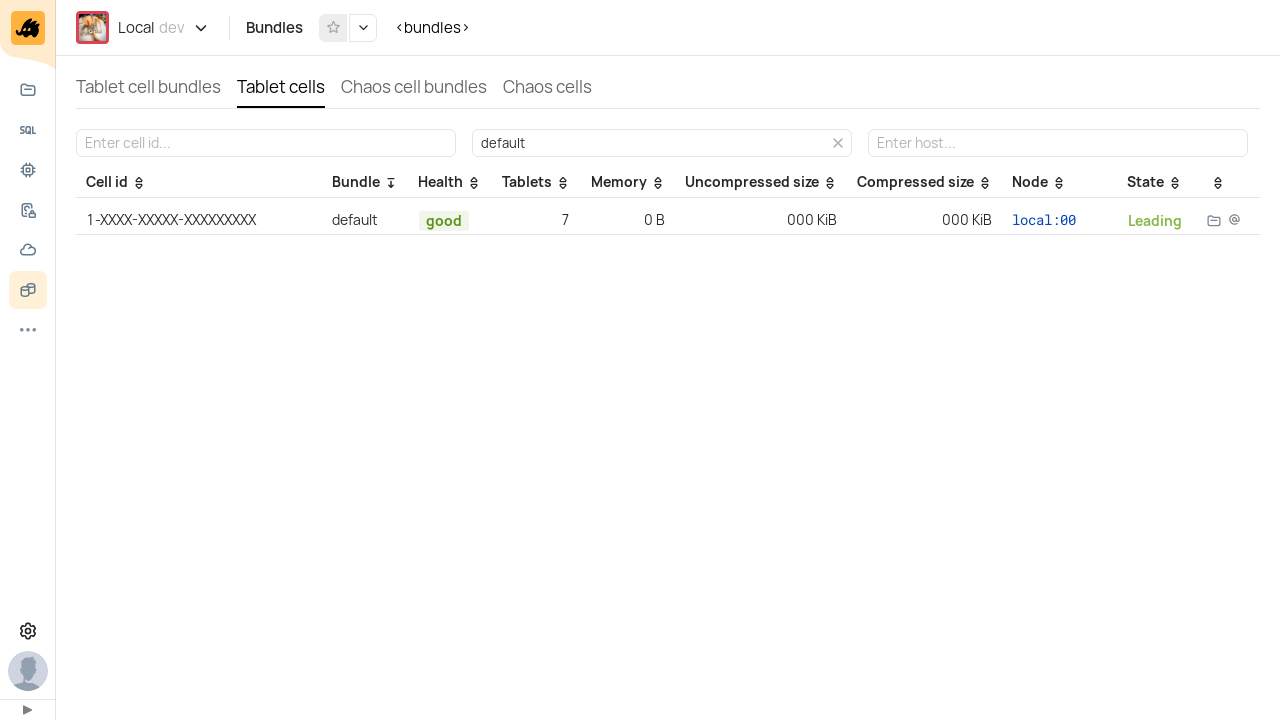 Local dev Bundles <bundles>
Tablet cell bundles Tablet cells Chaos cell bundles Chaos cells
SQL
Enter cell id... default Enter host...
Cell id Bundle Health Tablets Memory Uncompressed size Compressed size Node State
1-XXXX-XXXXX-XXXXXXXXX default good 7 0 B 000 KiB 000 KiB local:00 Leading @